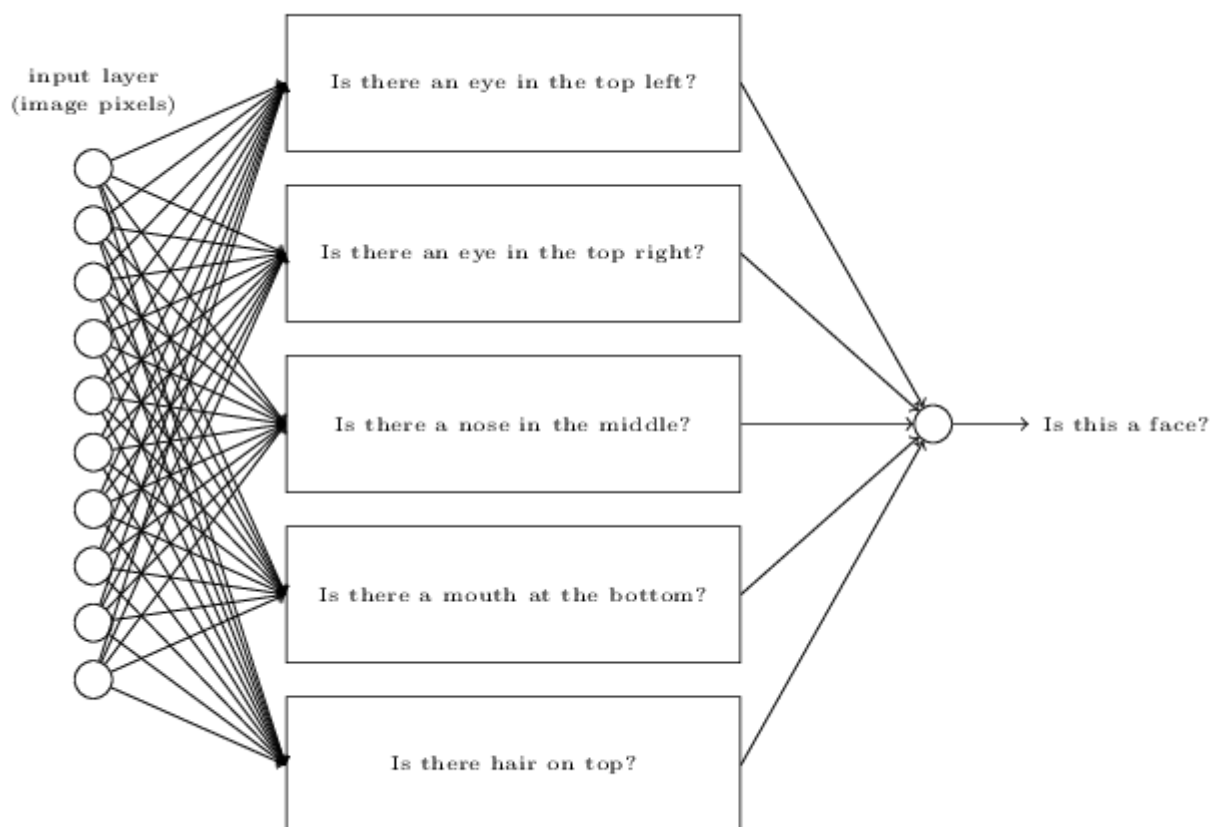 input layer
(image pixels)
Is there an eye in the top left?
Is there an eye in the top right?
Is there a nose in the middle?
Is this a face?
Is there a mouth at the bottom?
Is there hair on top?